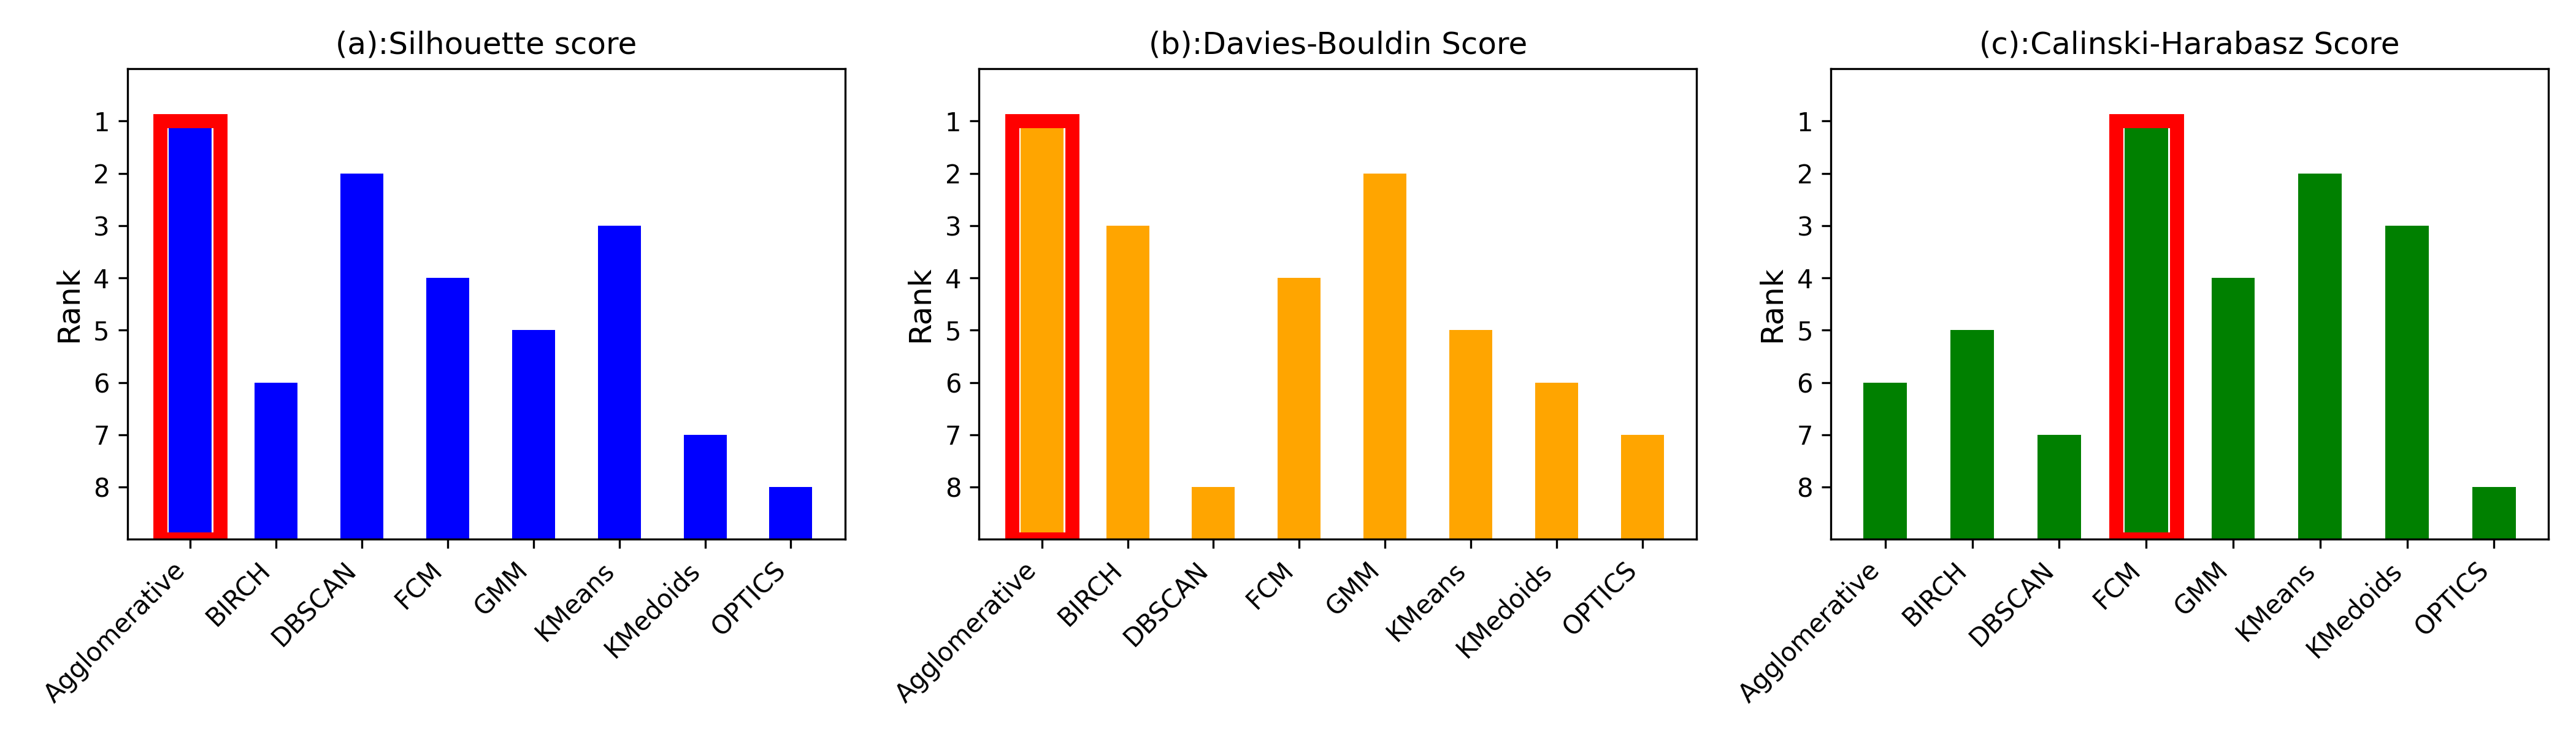 (a):Silhouette score
Rank
1
2
3
4
5
6
7
8
Agglomerative
BIRCH
DBSCAN
FCM
GMM
KMeans
KMedoids
OPTICS
(b):Davies-Bouldin Score
Rank
1
2
3
4
5
6
7
8
Agglomerative
BIRCH
DBSCAN
FCM
GMM
KMeans
KMedoids
OPTICS
(c):Calinski-Harabasz Score
Rank
1
2
3
4
5
6
7
8
Agglomerative
BIRCH
DBSCAN
FCM
GMM
KMeans
KMedoids
OPTICS